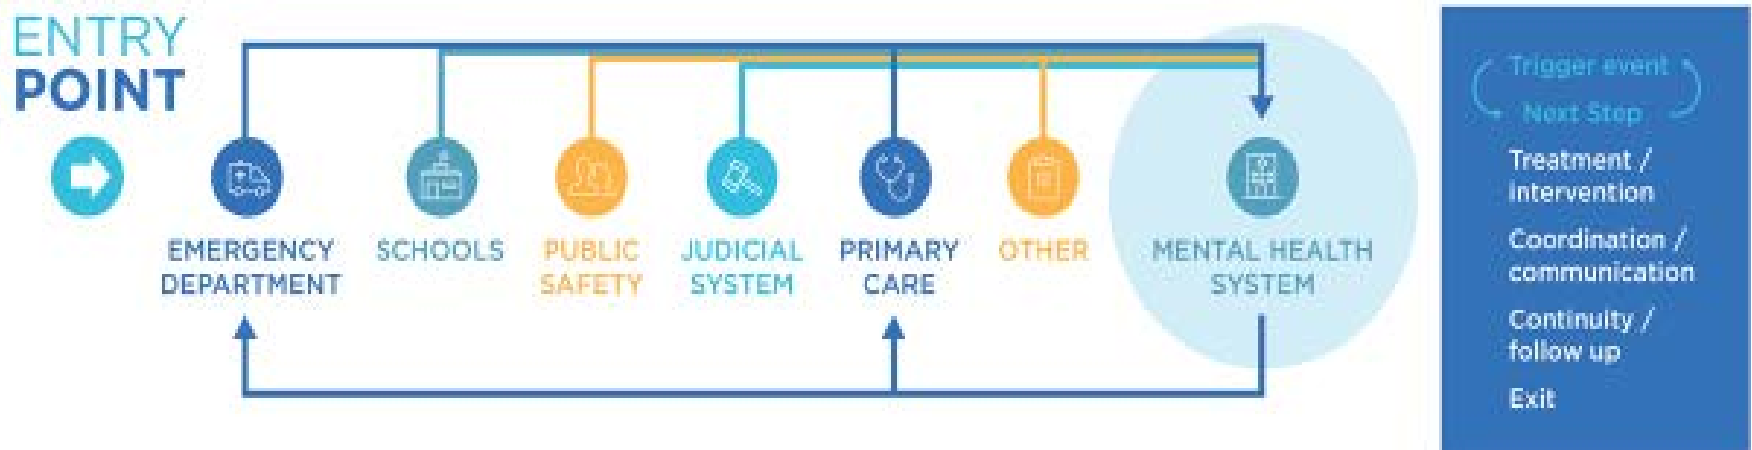 ENTRY
POINT
EMERGENCY
DEPARTMENT
SCHOOLS
PUBLIC
SAFETY
JUDICIAL
SYSTEM
PRIMARY
CARE
OTHER
MENTAL HEALTH
SYSTEM
Trigger event
Next Step
Treatment /
intervention
Coordination /
communication
Continuity /
follow up
Exit